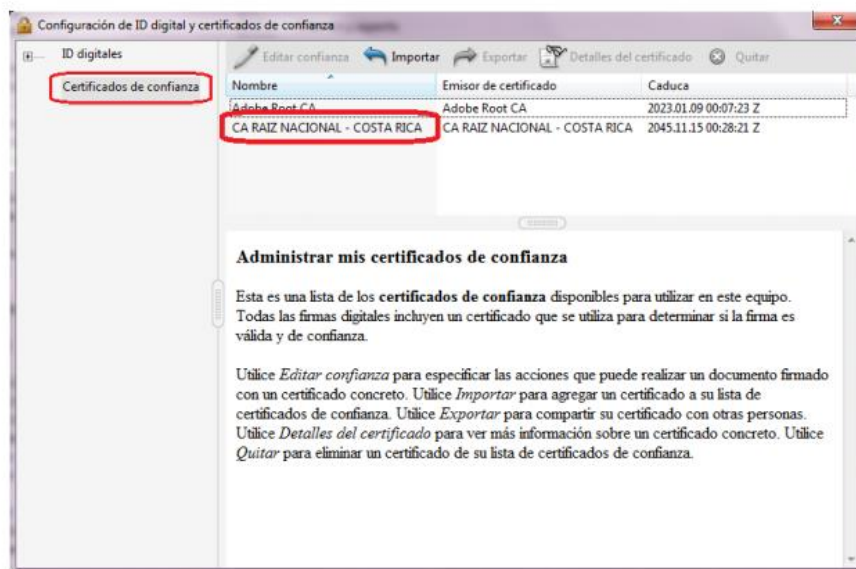 Configuración de ID digital y certificados de confianza
ID digitales
Certificados de confianza
Editar confianza Importar Exportar Detalles del certificado Quitar
Nombre Emisor de certificado Caduca
Adobe Root CA Adobe Root CA 2023.01.09 00:07:23 Z
CA RAIZ NACIONAL - COSTA RICA CA RAIZ NACIONAL - COSTA RICA 2045.11.15 00:28:21 Z
Administrar mis certificados de confianza
Esta es una lista de los certificados de confianza disponibles para utilizar en este equipo.
Todas las firmas digitales incluyen un certificado que se utiliza para determinar si la firma es
válida y de confianza.
Utilice Editar confianza para especificar las acciones que puede realizar un documento firmado
con un certificado concreto. Utilice Importar para agregar un certificado a su lista de
certificados de confianza. Utilice Exportar para compartir su certificado con otras personas.
Utilice Detalles del certificado para ver más información sobre un certificado concreto. Utilice
Quitar para eliminar un certificado de su lista de certificados de confianza.